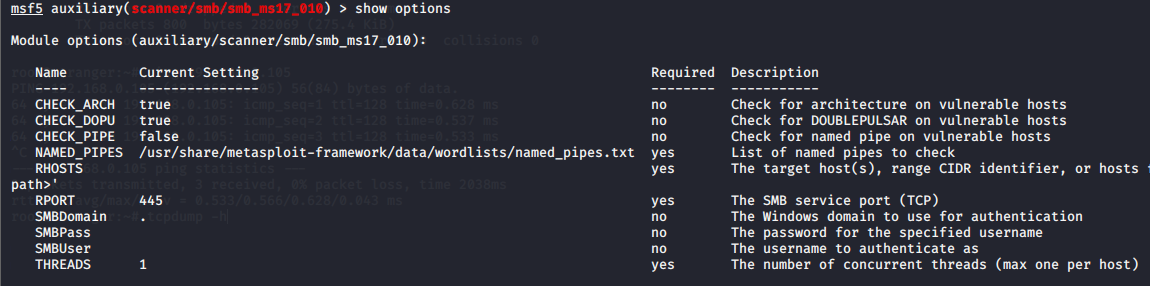 msf5 auxiliary(scanner/smb/smb_ms17_010) > show options
Module options (auxiliary/scanner/smb/smb_ms17_010):
Name Current Setting Required Description
---- --------------- -------- -----------
CHECK_ARCH true no Check for architecture on vulnerable hosts
CHECK_DOPU true no Check for DOUBLEPULSAR on vulnerable hosts
CHECK_PIPE false no Check for named pipe on vulnerable hosts
NAMED_PIPES /usr/share/metasploit-framework/data/wordlists/named_pipes.txt yes List of named pipes to check
RHOSTS yes The target host(s), range CIDR identifier, or hosts
path>'
RPORT 445 yes The SMB service port (TCP)
SMBDomain . no The Windows domain to use for authentication
SMBPass no The password for the specified username
SMBUser no The username to authenticate as
THREADS 1 yes The number of concurrent threads (max one per host)